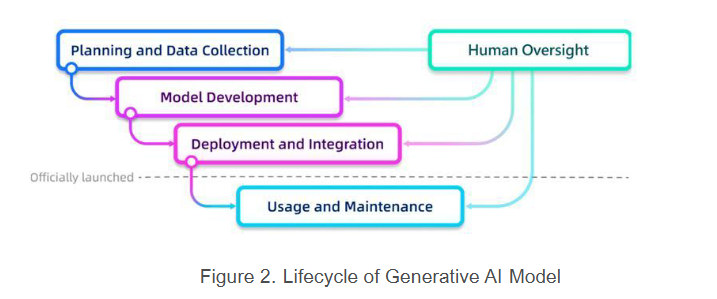 Planning and Data Collection
Human Oversight
Model Development
Deployment and Integration
Officially launched
Usage and Maintenance
Figure 2. Lifecycle of Generative AI Model